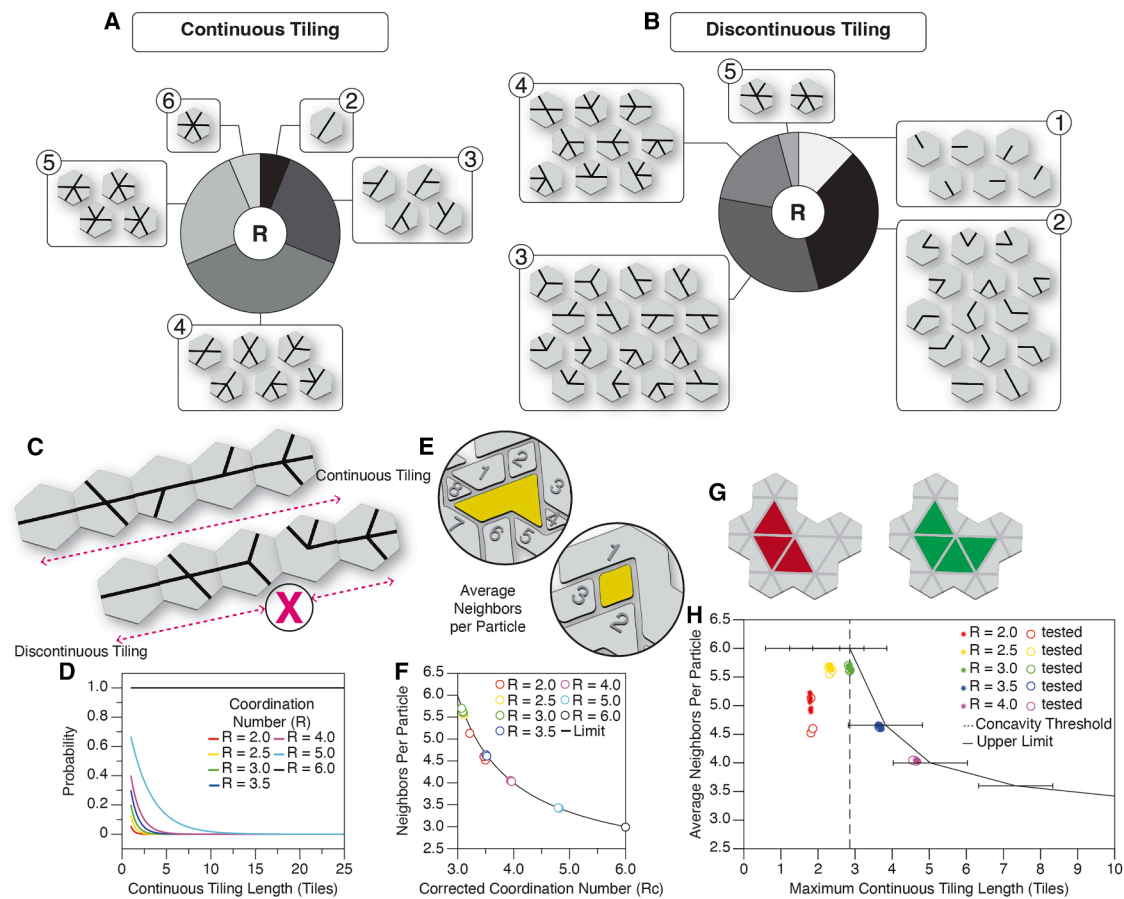 A
Continuous Tiling
B
Discontinuous Tiling
6
2
5
3
R
4
5
4
1
R
3
2
C
Continuous Tiling
X
Discontinuous Tiling
E
1
2
3
4
5
6
7
8
Average
Neighbors
per Particle
1
2
3
G
D
Probability
1.0
0.8
0.6
0.4
0.2
0
Coordination
Number (R)
R = 2.0
R = 4.0
R = 2.5
R = 5.0
R = 3.0
R = 6.0
R = 3.5
1
5
10
15
20
25
Continuous Tiling Length (Tiles)
F
Neighbors Per Particle
6.5
6.0
5.5
5.0
4.5
4.0
3.5
3.0
2.5
R = 2.0
R = 4.0
R = 2.5
R = 5.0
R = 3.0
R = 6.0
R = 3.5
Limit
3.0
4.0
5.0
6.0
Corrected Coordination Number (Rc)
H
Average Neighbors Per Particle
6.5
6.0
5.5
5.0
4.5
4.0
3.5
3.0
2.5
R = 2.0 tested
R = 2.5 tested
R = 3.0 tested
R = 3.5 tested
R = 4.0 tested
Concavity Threshold
Upper Limit
0
1
2
3
4
5
6
7
8
9
10
Maximum Continuous Tiling Length (Tiles)